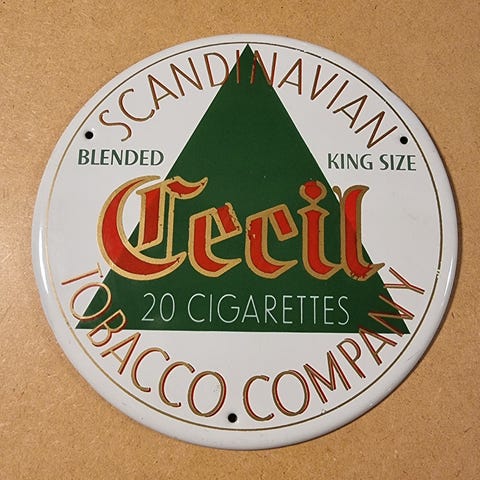 SCANDINAVIAN
BLENDED
KING SIZE
Cecil
20 CIGARETTES
TOBACCO COMPANY